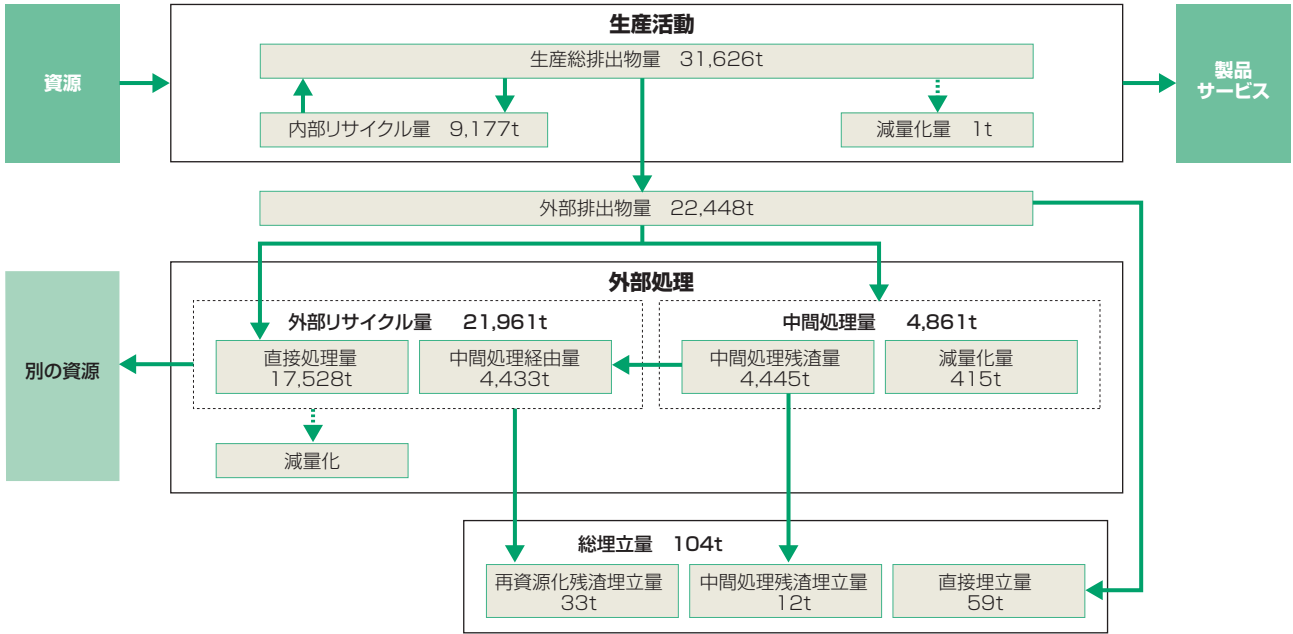 生産活動
生産総排出物量 31,626t
資源
製品
サービス
内部リサイクル量 9,177t
減量化量 1t
外部排出物量 22,448t
外部処理
外部リサイクル量 21,961t
中間処理量 4,861t
別の資源
直接処理量
17,528t
中間処理経由量
4,433t
中間処理残渣量
4,445t
減量化量
415t
減量化
総埋立量 104t
再資源化残渣埋立量
33t
中間処理残渣埋立量
12t
直接埋立量
59t